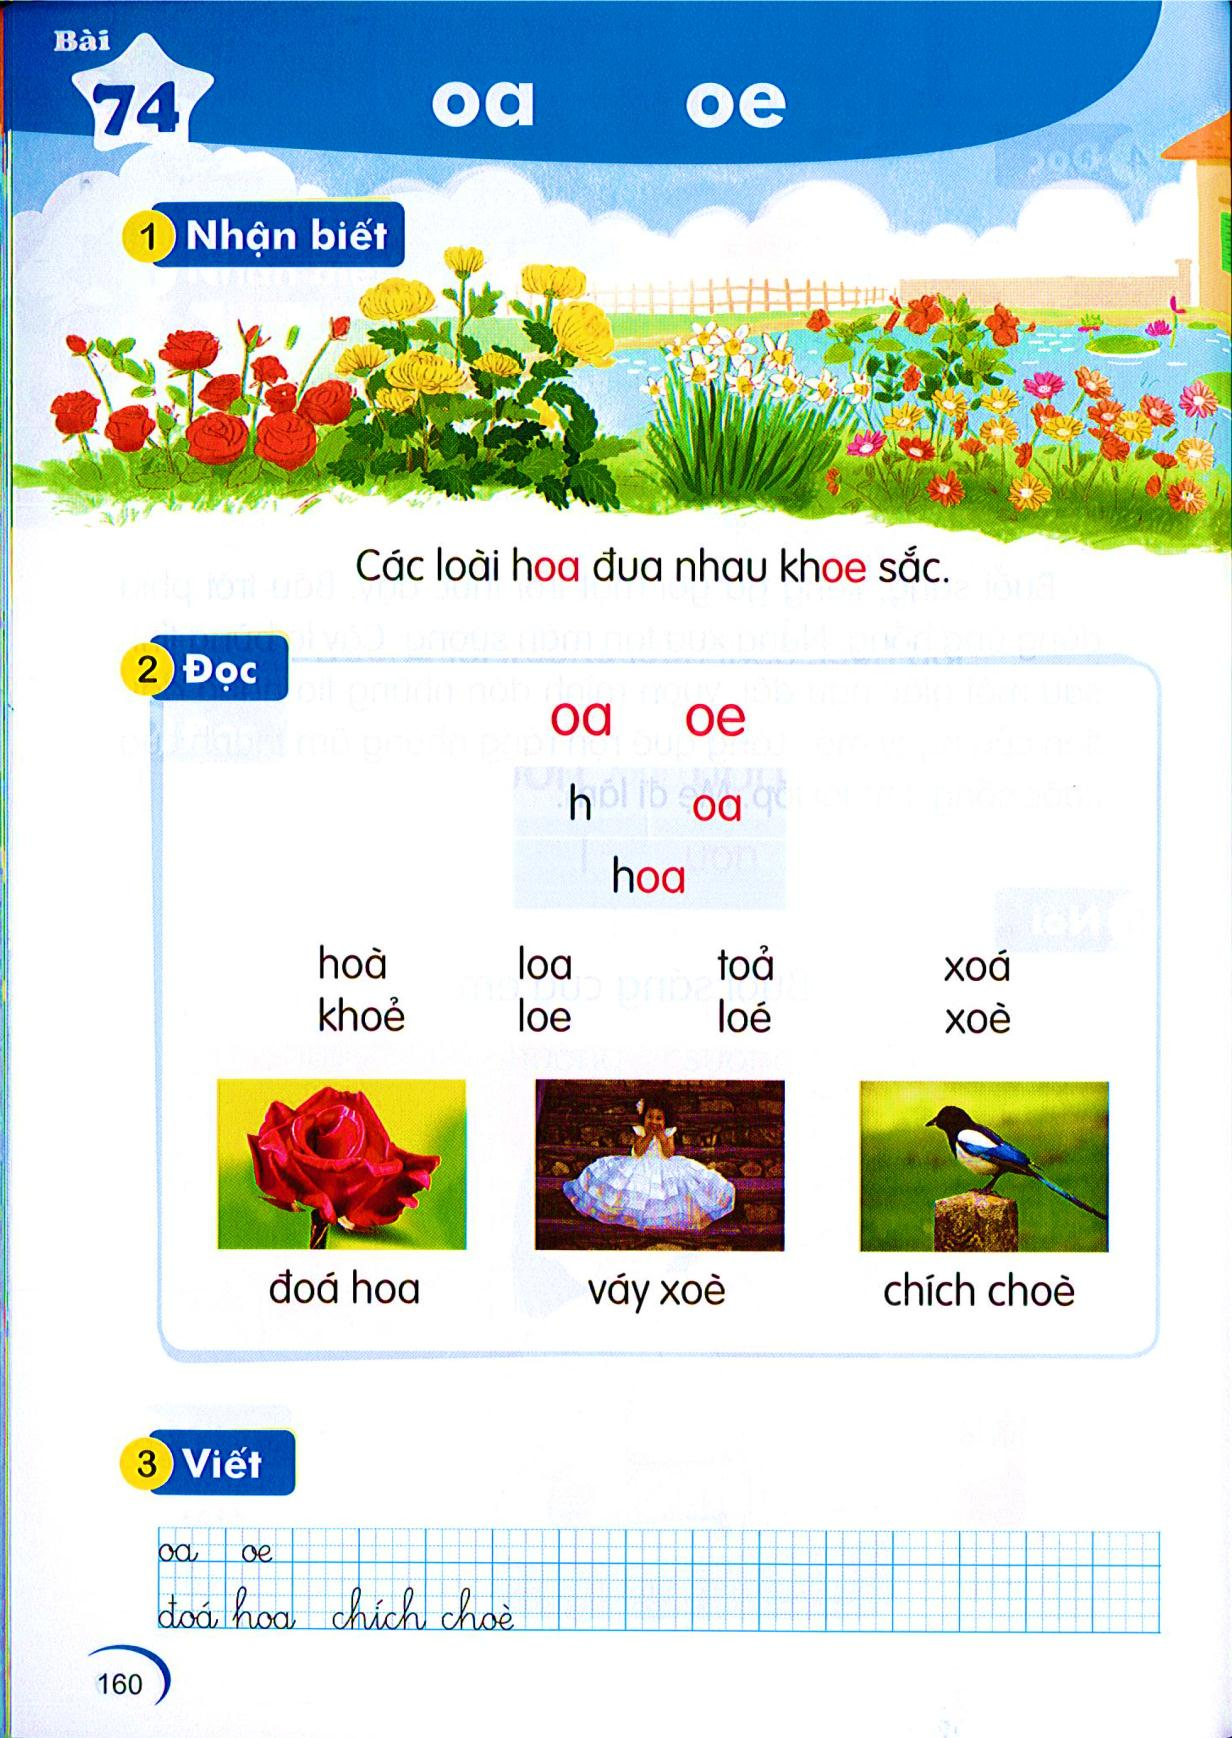 Bài
74
oa oe
1 Nhận biết
Các loài hoa đua nhau khoe sắc.
2 Đọc
oa oe
h oa
hoa
hoà loa toả xoá
khoẻ loe loé xoè
đoá hoa váy xoè chích choè
3 Viết
oa oe
đoá hoa chích choè
160